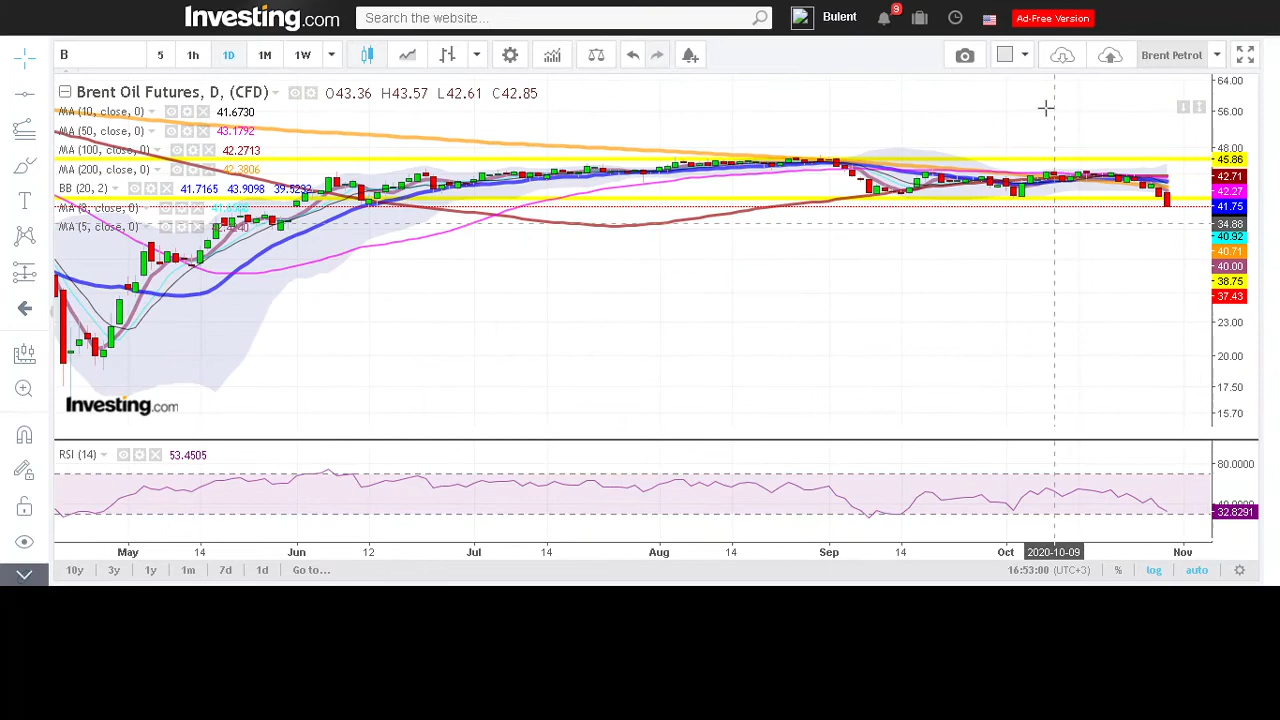 Investing.com
Search the website...
Bulent
9
Ad-Free Version
B
5
1h
1D
1M
1W
Brent Petrol
Brent Oil Futures, D, (CFD)
O43.36 H43.57 L42.61 C42.85
MA (10, close, 0) 41.6730
MA (50, close, 0) 43.1792
MA (100, close, 0) 42.2713
MA (200, close, 0) 42.3806
BB (20, 2) 41.7165 43.9098 39.5232
(8, close, 0)
MA (5, close, 0)
64.00
56.00
48.00
45.86
42.71
42.27
41.75
34.88
40.92
40.71
40.00
38.75
37.43
23.00
20.00
17.50
15.70
Investing.com
RSI (14) 53.4505
80.0000
40.0000
32.8291
May
14
Jun
12
Jul
14
Aug
14
Sep
14
Oct
2020-10-09
Nov
10y
3y
1y
1m
7d
1d
Go to...
16:53:00 (UTC+3)
%
log
auto